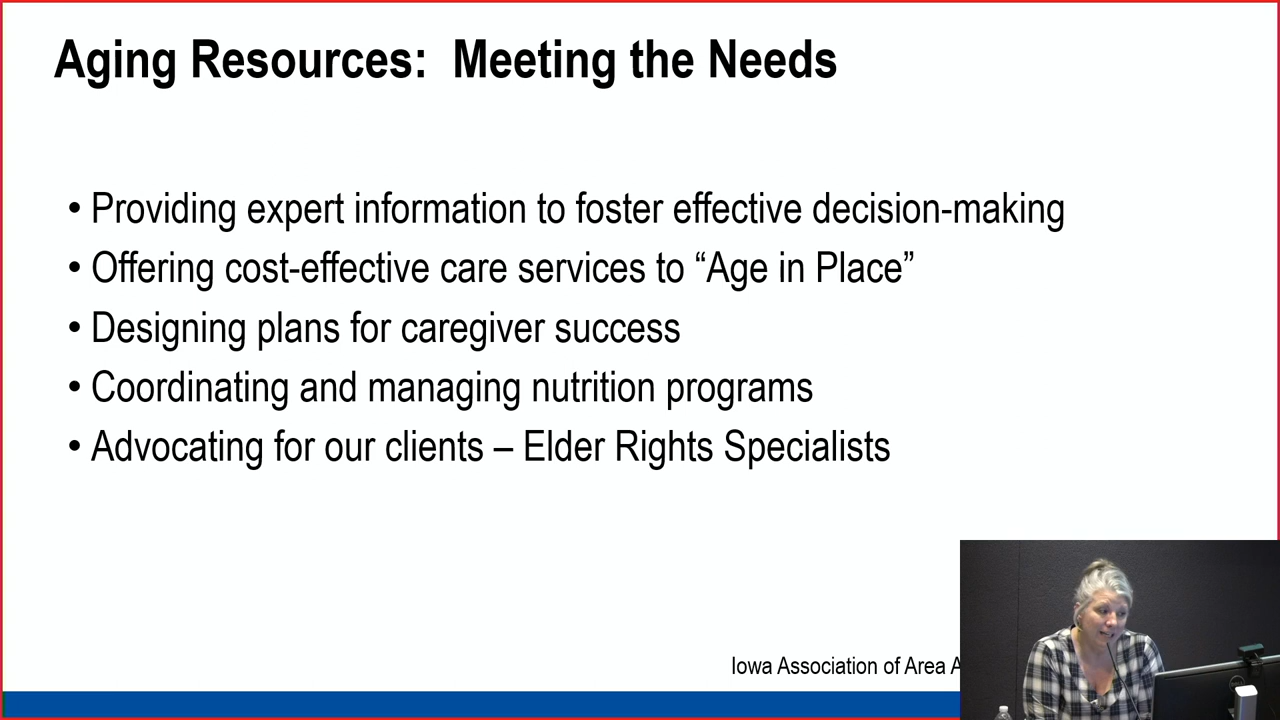 Aging Resources: Meeting the Needs
• Providing expert information to foster effective decision-making
• Offering cost-effective care services to “Age in Place”
• Designing plans for caregiver success
• Coordinating and managing nutrition programs
• Advocating for our clients – Elder Rights Specialists
Iowa Association of Area